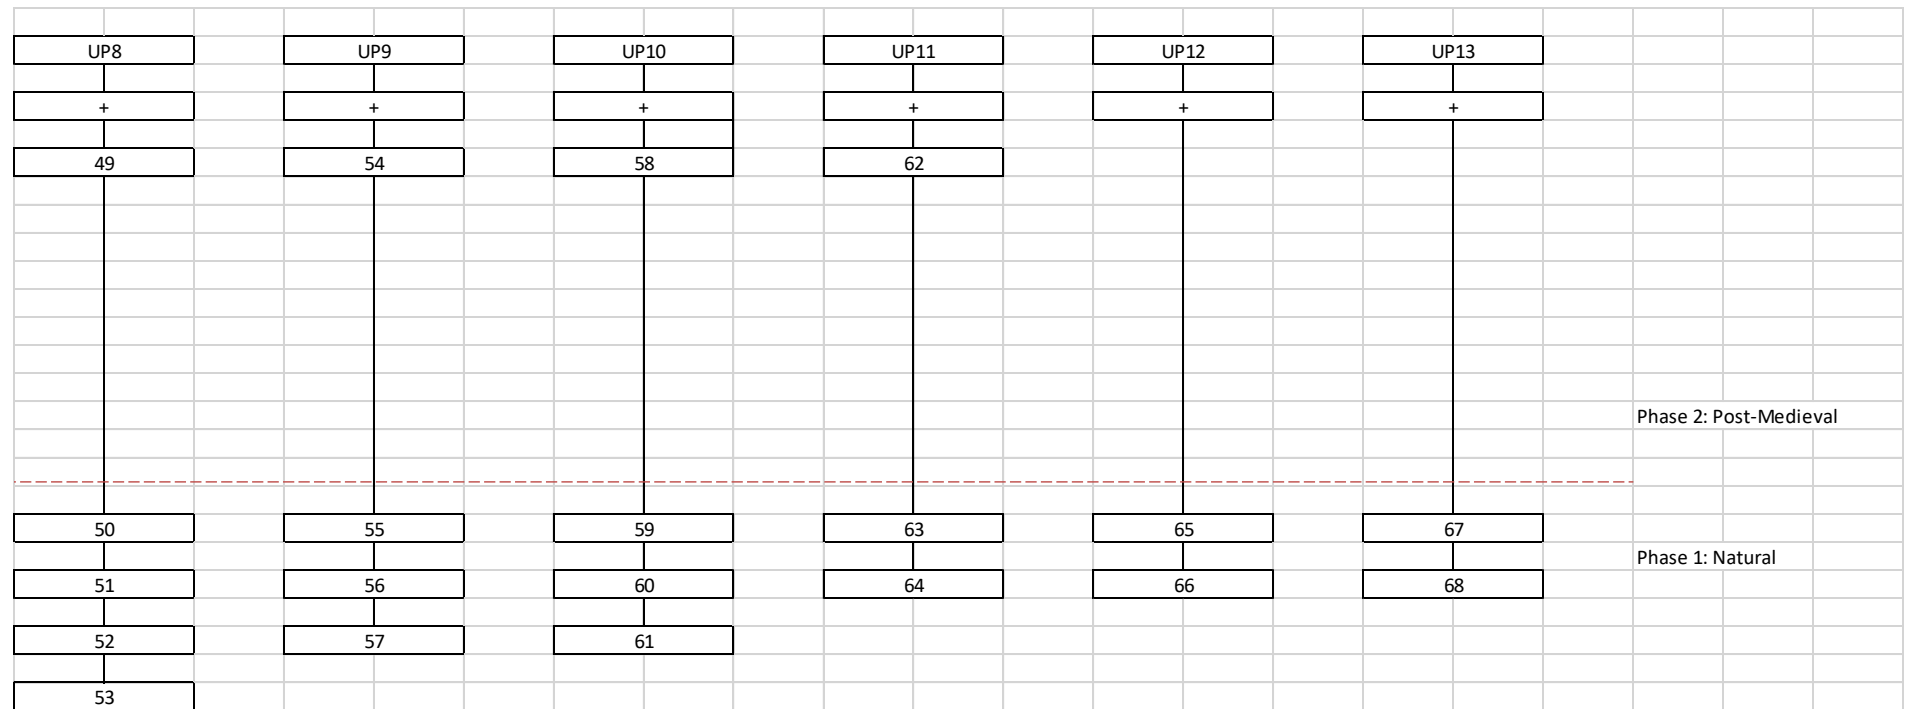 UP8 UP9 UP10 UP11 UP12 UP13
+ + + + + +
49 54 58 62
Phase 2: Post-Medieval
50 55 59 63 65 67
Phase 1: Natural
51 56 60 64 66 68
52 57 61
53